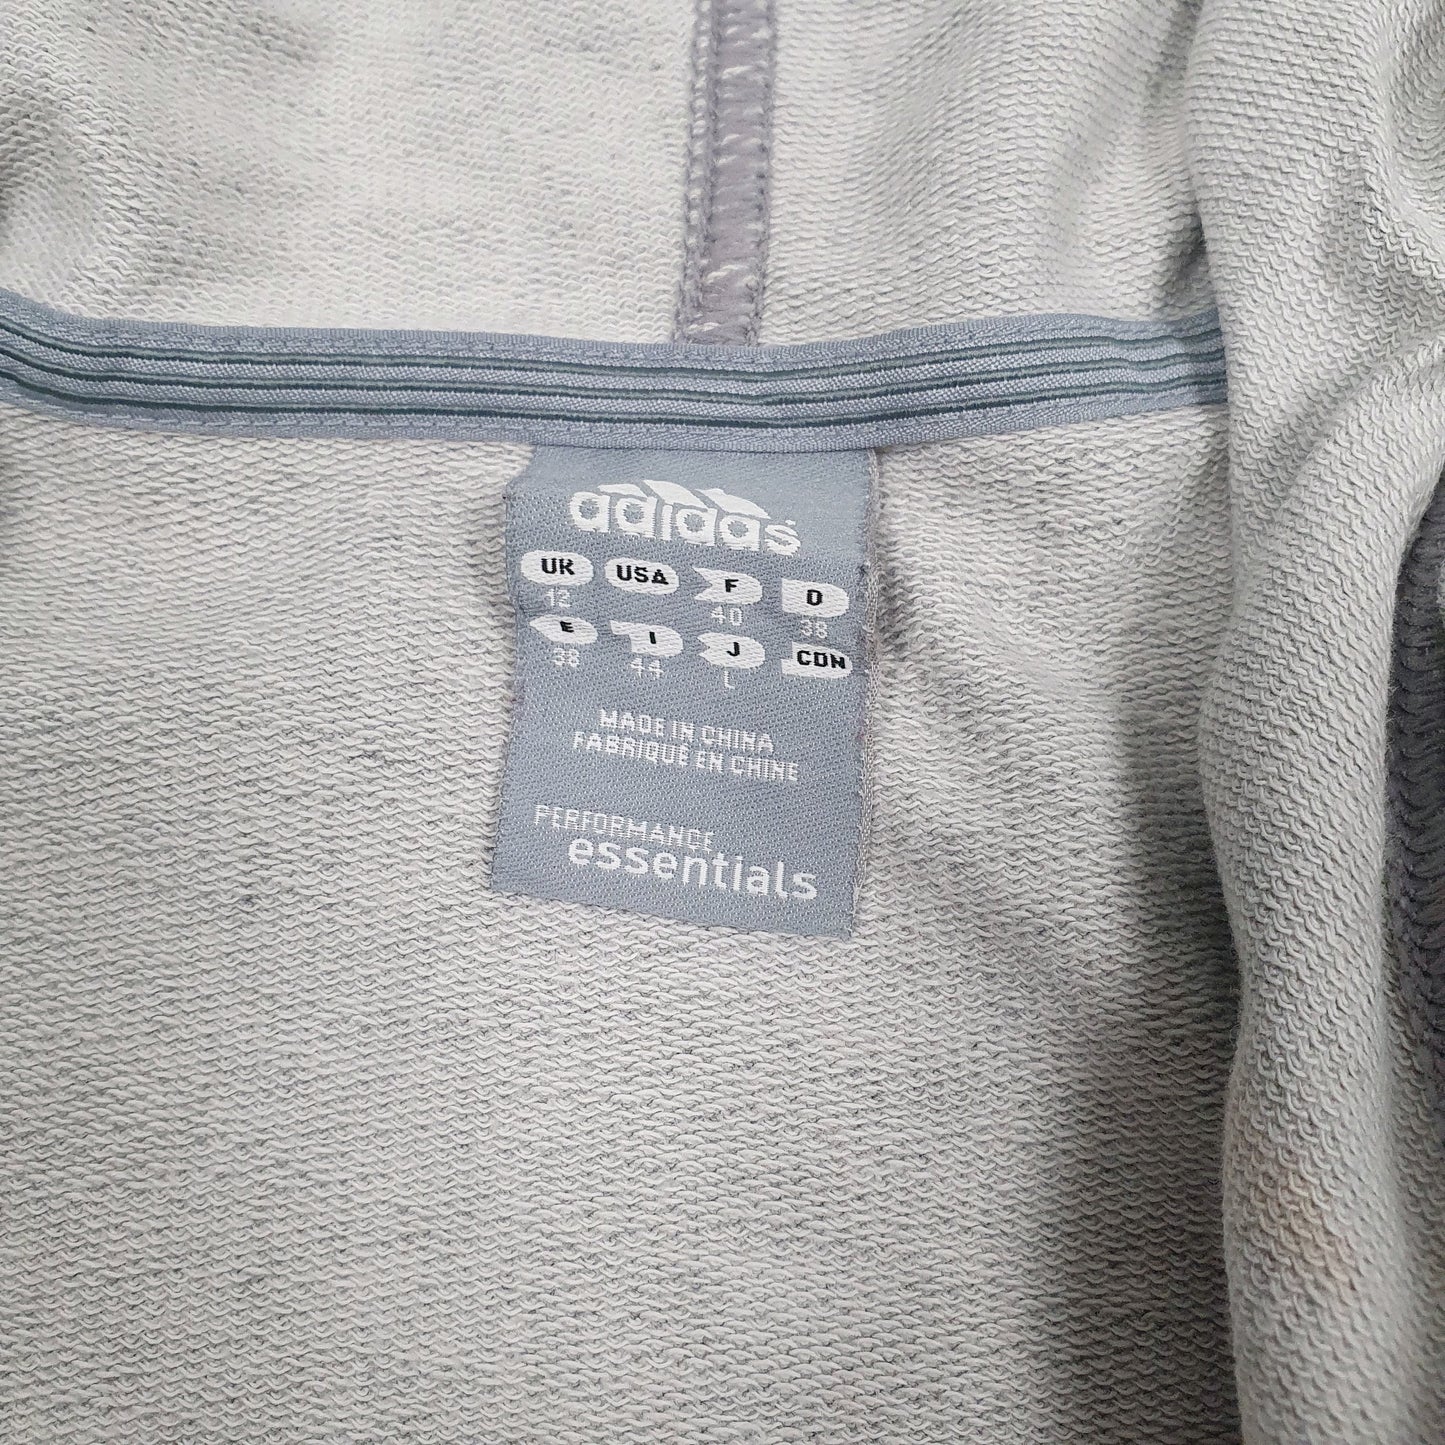 adidas
UK USA F D
12 40 38
E I J CDN
38 44 L
MADE IN CHINA
FABRIQUÉ EN CHINE
PERFORMANCE
essentials